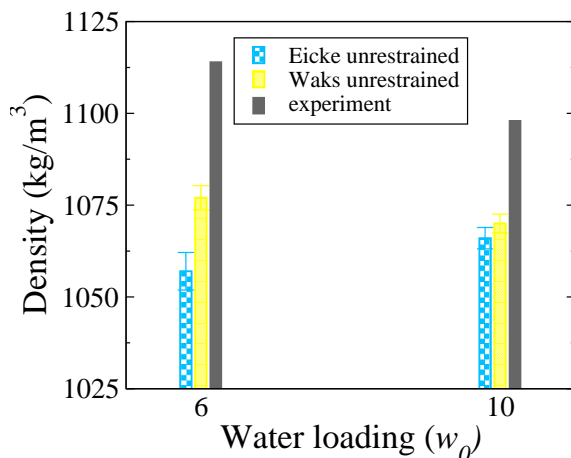 1125
1100
1075
1050
1025
Density (kg/m³)
Eicke unrestrained
Waks unrestrained
experiment
6
10
Water loading (w₀)